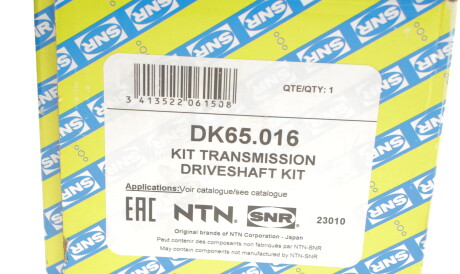 SNR
QTE/QTY: 1
3 413522 061508
DK65.016
KIT TRANSMISSION
DRIVESHAFT KIT
Applications:Voir catalogue/see catalogue
EAC NTN® SNR® 23010
Original brands of NTN Corporation - Japan
Peut contenir des composants non fabriqués par NTN-SNR
May contain components not manufactured by NTN-SNR